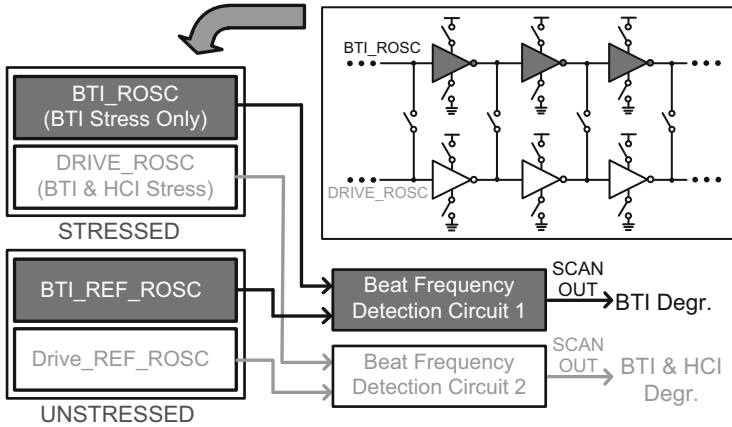 BTI_ROSC
(BTI Stress Only)
DRIVE_ROSC
(BTI & HCI Stress)
STRESSED
BTI_REF_ROSC
Drive_REF_ROSC
UNSTRESSED
BTI_ROSC
DRIVE_ROSC
Beat Frequency
Detection Circuit 1
SCAN
OUT
BTI Degr.
Beat Frequency
Detection Circuit 2
SCAN
OUT
BTI & HCI
Degr.